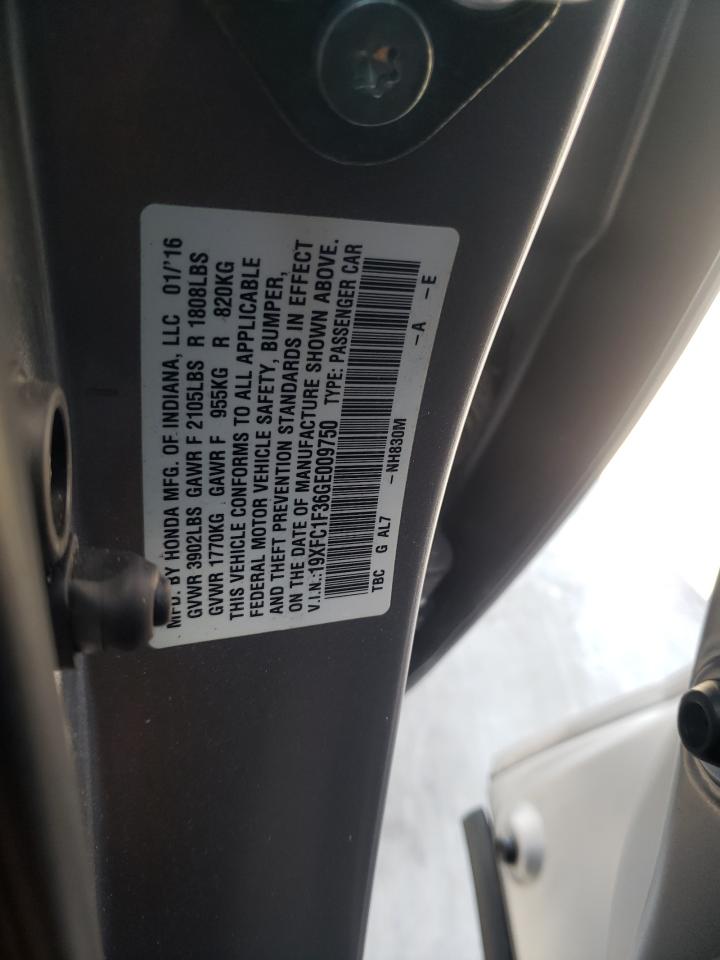 MFD. BY HONDA MFG. OF INDIANA, LLC 01/'16
GVWR 3902LBS GAWR F 2105LBS R 1808LBS
GVWR 1770KG GAWR F 955KG R 820KG
THIS VEHICLE CONFORMS TO ALL APPLICABLE
FEDERAL MOTOR VEHICLE SAFETY, BUMPER,
AND THEFT PREVENTION STANDARDS IN EFFECT
ON THE DATE OF MANUFACTURE SHOWN ABOVE.
V.I.N.:19XFC1F36GE009750 TYPE: PASSENGER CAR
TBC G AL7 -NH830M -A -E